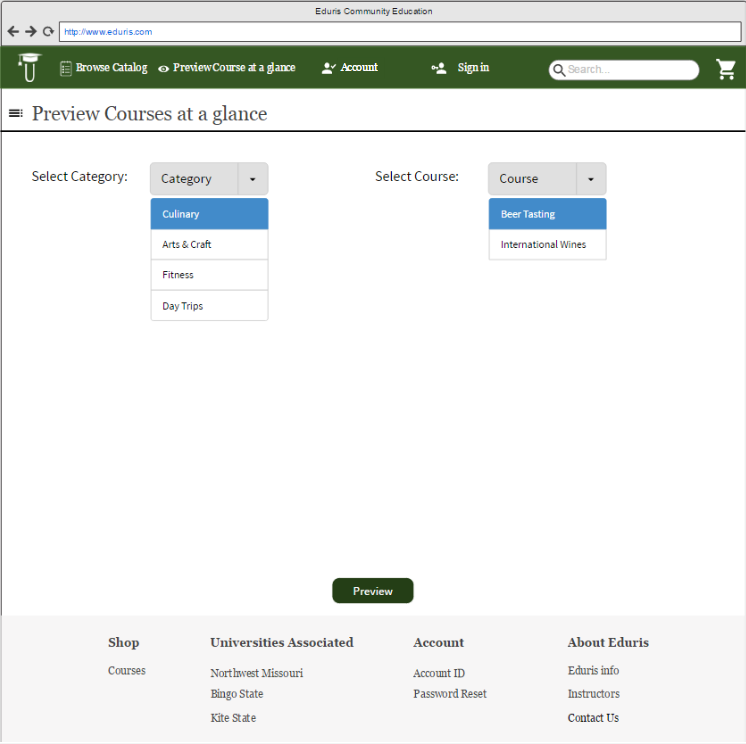 Eduris Community Education
http://www.eduris.com
Browse Catalog Preview Course at a glance Account Sign in Search...
Preview Courses at a glance
Select Category: Category Select Course: Course
Culinary Beer Tasting
Arts & Craft International Wines
Fitness
Day Trips
Preview
Shop Universities Associated Account About Eduris
Courses Northwest Missouri Account ID Eduris info
Bingo State Password Reset Instructors
Kite State Contact Us